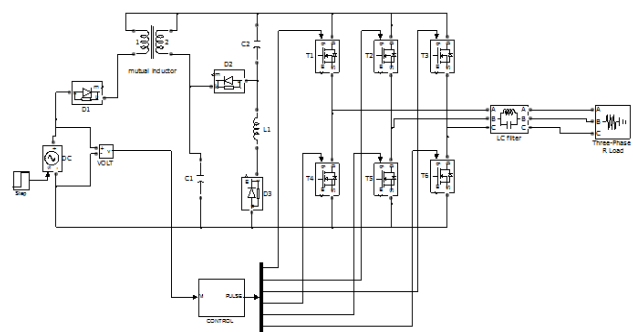 1 2
mutual inductor
C2
D2
D1
T1
T2
T3
L1
A A
B B
C C
LC filter
A
B
C
Three-Phase
R Load
DC
VOLT
v
Step
C1
D3
T4
T5
T6
M PULSE
CONTROL